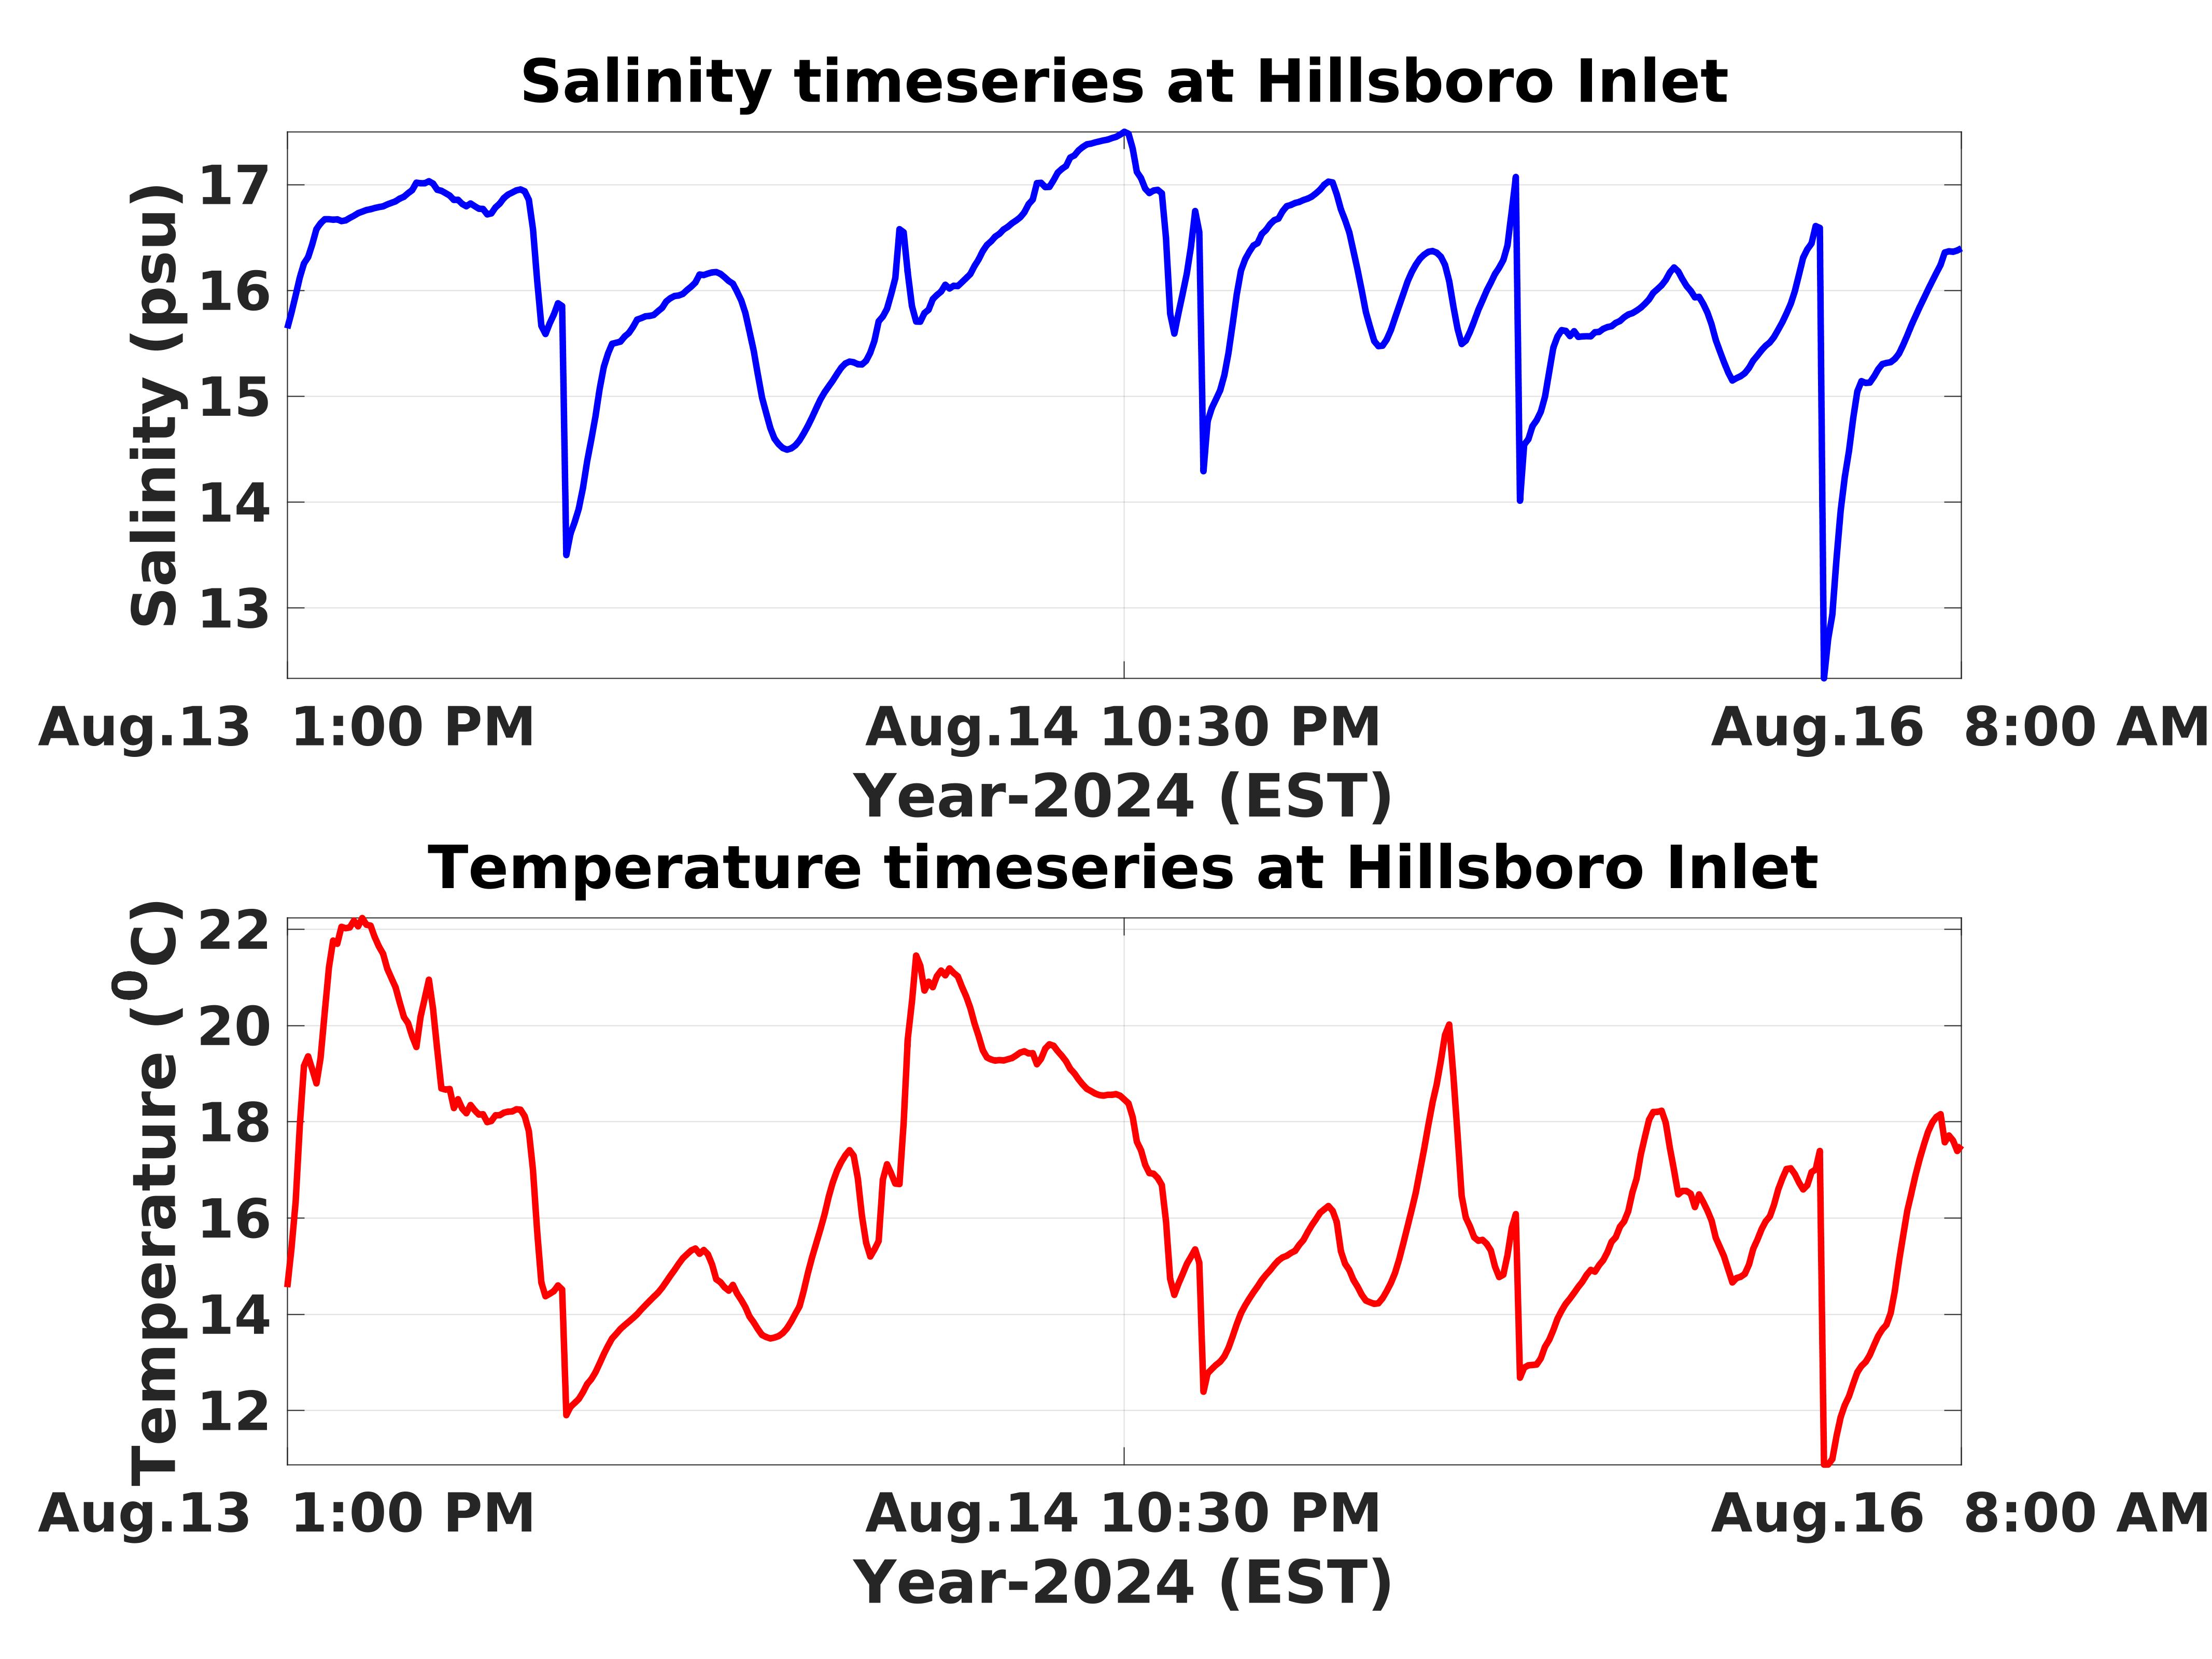 Salinity timeseries at Hillsboro Inlet
Salinity (psu)
17
16
15
14
13
Aug.13  1:00 PM
Aug.14 10:30 PM
Aug.16  8:00 AM
Year-2024 (EST)
Temperature timeseries at Hillsboro Inlet
Temperature (⁰C)
22
20
18
16
14
12
Aug.13  1:00 PM
Aug.14 10:30 PM
Aug.16  8:00 AM
Year-2024 (EST)